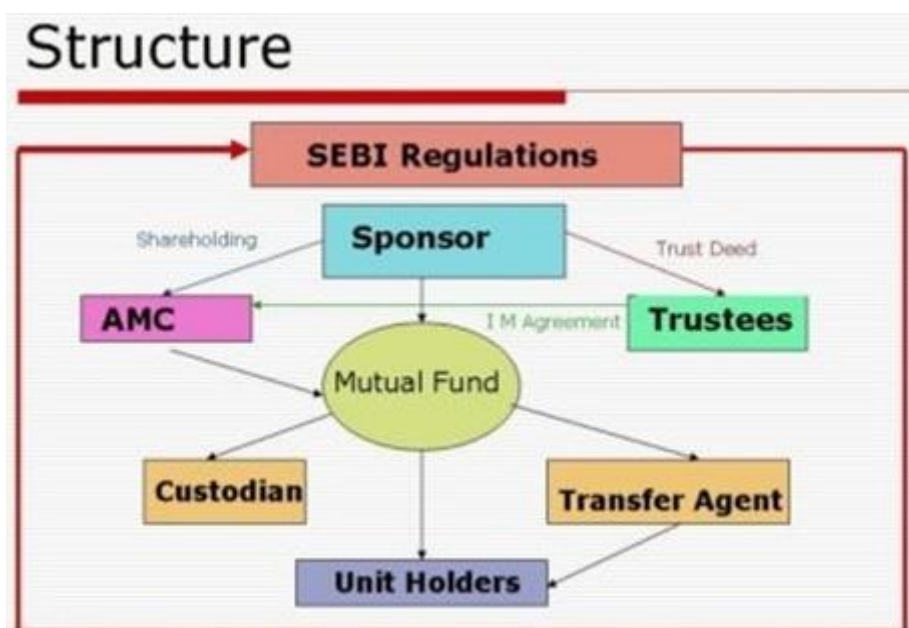 Structure
SEBI Regulations
Sponsor
Shareholding
Trust Deed
AMC
I M Agreement
Trustees
Mutual Fund
Custodian
Transfer Agent
Unit Holders